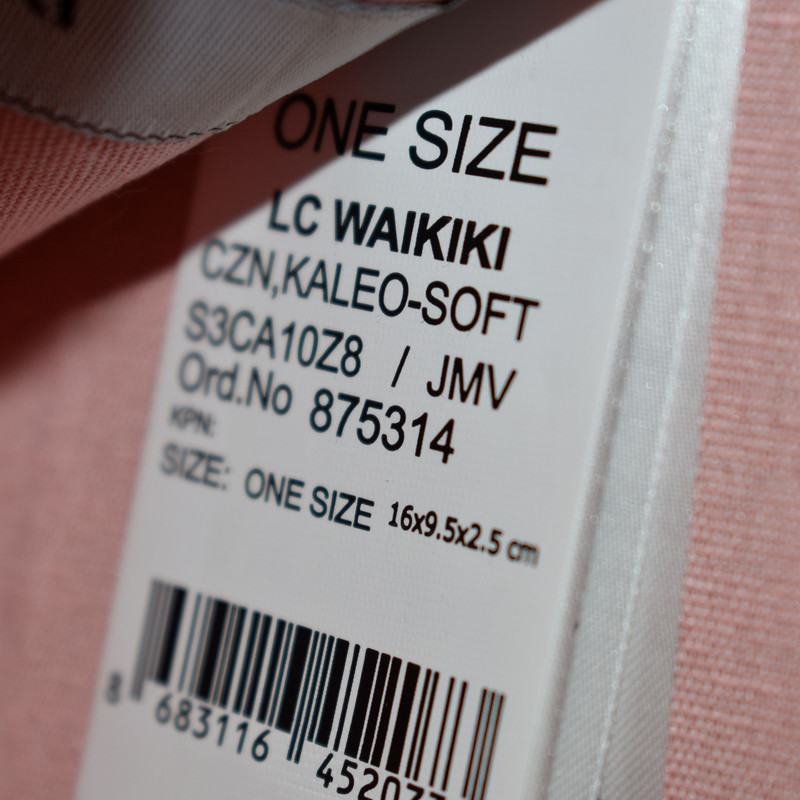 ONE SIZE
LC WAIKIKI
CZN,KALEO-SOFT
S3CA10Z8 / JMV
Ord.No 875314
KPN:
SIZE: ONE SIZE 16x9.5x2.5 cm
8 683116